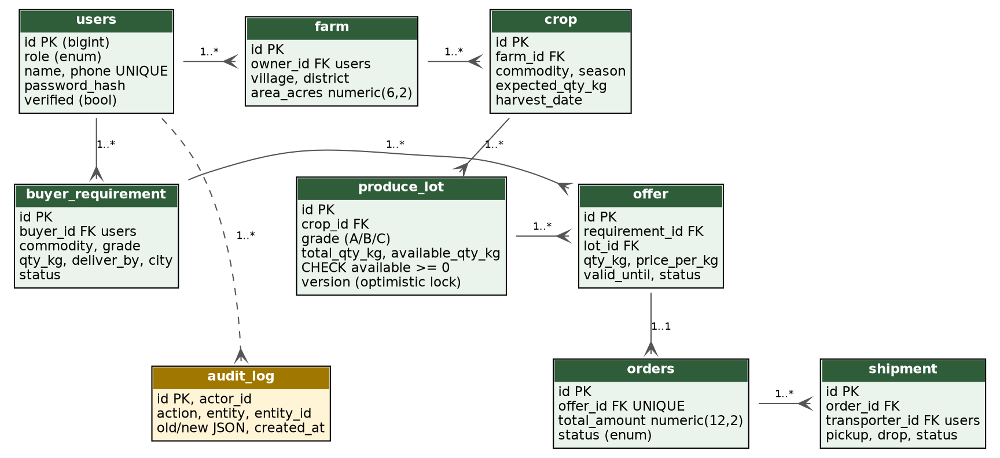 users
id PK (bigint)
role (enum)
name, phone UNIQUE
password_hash
verified (bool)
1..*
farm
id PK
owner_id FK users
village, district
area_acres numeric(6,2)
1..*
crop
id PK
farm_id FK
commodity, season
expected_qty_kg
harvest_date
1..*
1..*
1..*
buyer_requirement
id PK
buyer_id FK users
commodity, grade
qty_kg, deliver_by, city
status
1..*
produce_lot
id PK
crop_id FK
grade (A/B/C)
total_qty_kg, available_qty_kg
CHECK available >= 0
version (optimistic lock)
1..*
offer
id PK
requirement_id FK
lot_id FK
qty_kg, price_per_kg
valid_until, status
1..1
audit_log
id PK, actor_id
action, entity, entity_id
old/new JSON, created_at
orders
id PK
offer_id FK UNIQUE
total_amount numeric(12,2)
status (enum)
1..*
shipment
id PK
order_id FK
transporter_id FK users
pickup, drop, status